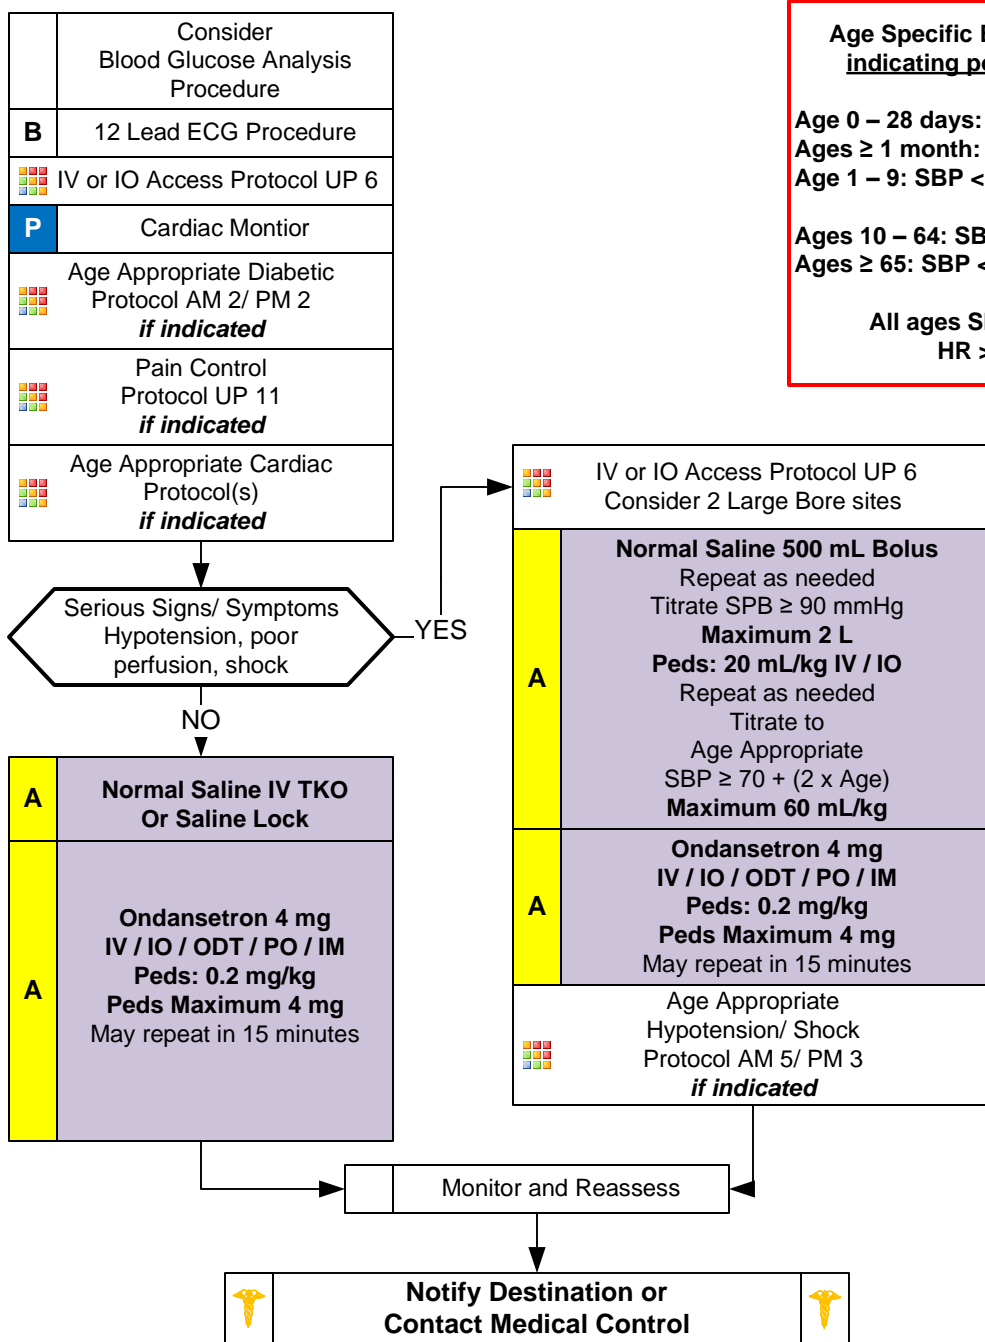 Consider
Blood Glucose Analysis
Procedure
B 12 Lead ECG Procedure
IV or IO Access Protocol UP 6
P Cardiac Montior
Age Appropriate Diabetic
Protocol AM 2/ PM 2
if indicated
Pain Control
Protocol UP 11
if indicated
Age Appropriate Cardiac
Protocol(s)
if indicated
Serious Signs/ Symptoms
Hypotension, poor
perfusion, shock
YES
NO
A Normal Saline IV TKO
Or Saline Lock
A Ondansetron 4 mg
IV / IO / ODT / PO / IM
Peds: 0.2 mg/kg
Peds Maximum 4 mg
May repeat in 15 minutes
Age Specific
indicating
Age 0 – 28 days:
Ages ≥ 1 month:
Age 1 – 9: SBP <
Ages 10 – 64:
Ages ≥ 65: SBP <
All ages
HR >
IV or IO Access Protocol UP 6
Consider 2 Large Bore sites
A Normal Saline 500 mL Bolus
Repeat as needed
Titrate SPB ≥ 90 mmHg
Maximum 2 L
Peds: 20 mL/kg IV / IO
Repeat as needed
Titrate to
Age Appropriate
SBP ≥ 70 + (2 x Age)
Maximum 60 mL/kg
A Ondansetron 4 mg
IV / IO / ODT / PO / IM
Peds: 0.2 mg/kg
Peds Maximum 4 mg
May repeat in 15 minutes
Age Appropriate
Hypotension/ Shock
Protocol AM 5/ PM 3
if indicated
Monitor and Reassess
Notify Destination or
Contact Medical Control